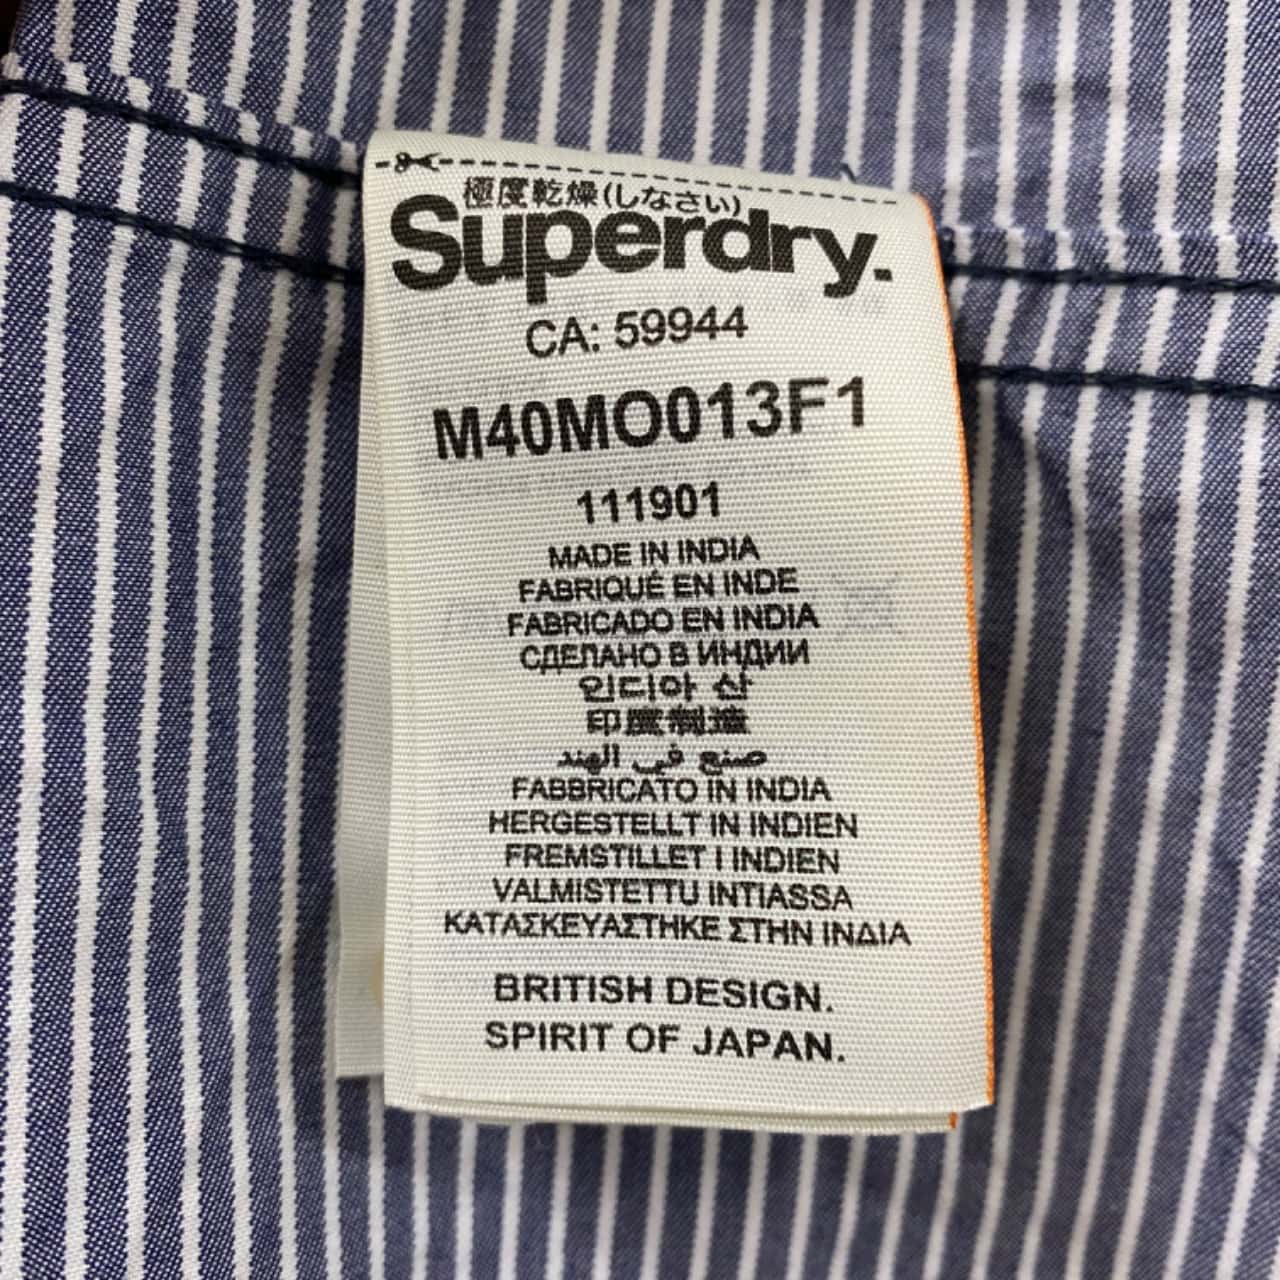 極度乾燥(しなさい)
Superdry.
CA: 59944
M40MO013F1
111901
MADE IN INDIA
FABRIQUÉ EN INDE
FABRICADO EN INDIA
СДЕЛАНО В ИНДИИ
인디아 산
印度制造
صنع في الهند
FABBRICATO IN INDIA
HERGESTELLT IN INDIEN
FREMSTILLET I INDIEN
VALMISTETTU INTIASSA
ΚΑΤΑΣΚΕΥΑΣΤΗΚΕ ΣΤΗΝ ΙΝΔΙΑ
BRITISH DESIGN.
SPIRIT OF JAPAN.